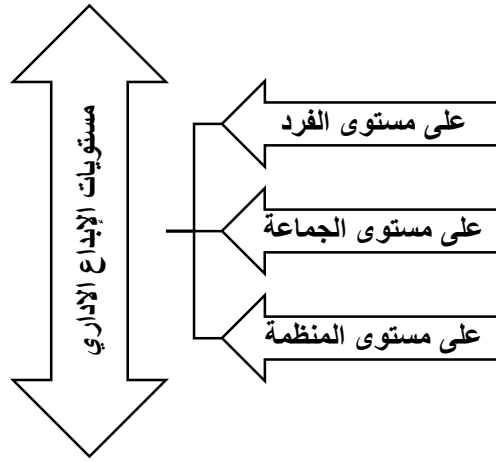 مستويات الإبداع الاداري
على مستوى الفرد
على مستوى الجماعة
على مستوى المنظمة